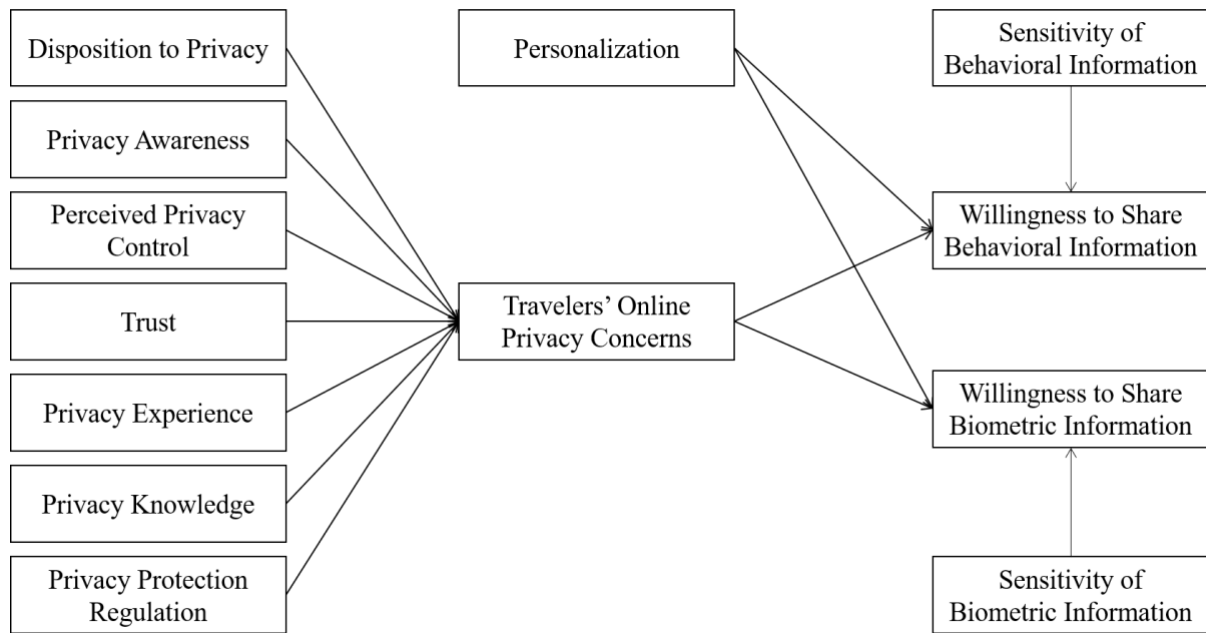 Disposition to Privacy
Privacy Awareness
Perceived Privacy
Control
Trust
Privacy Experience
Privacy Knowledge
Privacy Protection
Regulation
Personalization
Travelers’ Online
Privacy Concerns
Sensitivity of
Behavioral Information
Willingness to Share
Behavioral Information
Willingness to Share
Biometric Information
Sensitivity of
Biometric Information